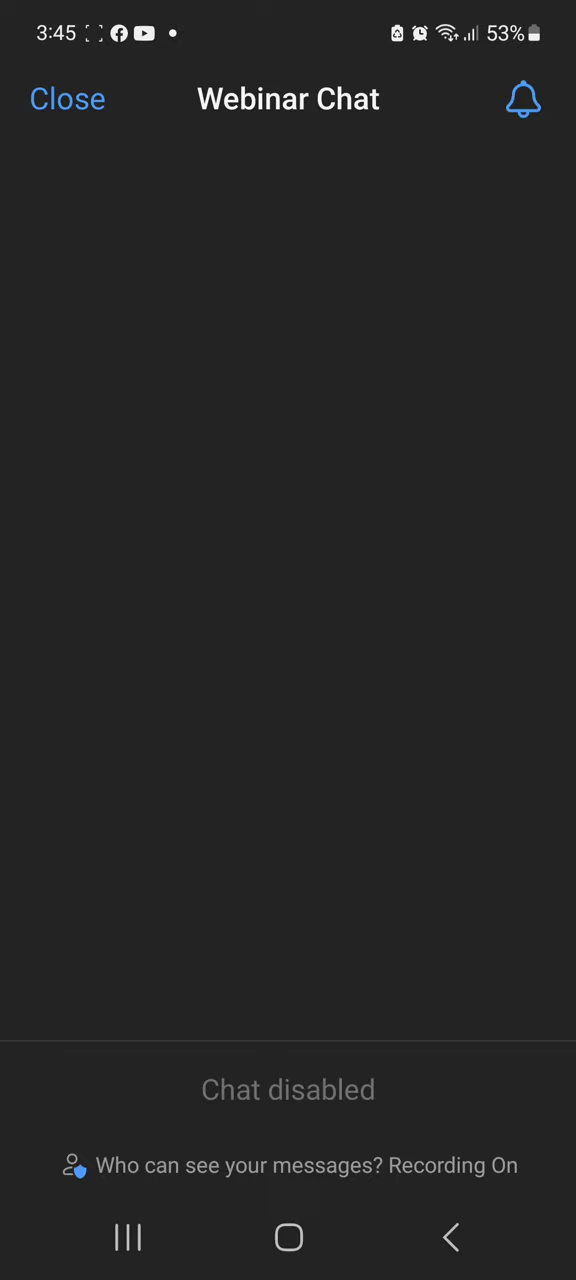 3:45 53%
Close Webinar Chat
Chat disabled
Who can see your messages? Recording On